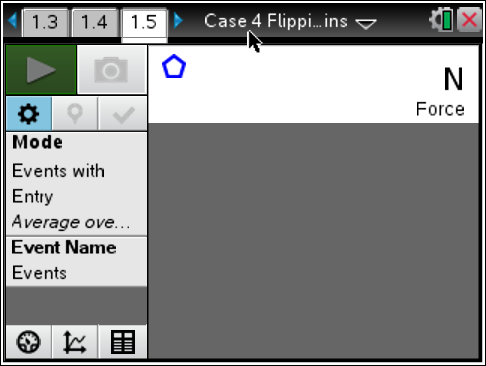 1.3 1.4 1.5 Case 4 Flippi...ins
N
Force
Mode
Events with
Entry
Average ove...
Event Name
Events